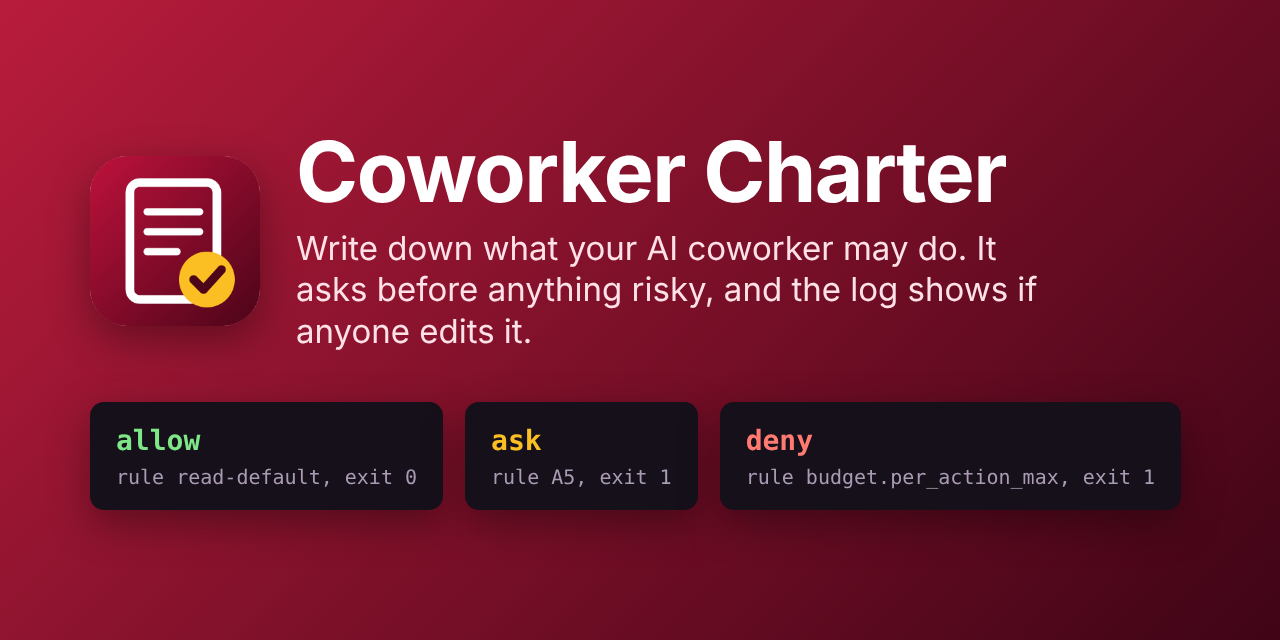 Coworker Charter
Write down what your AI coworker may do. It
asks before anything risky, and the log shows if
anyone edits it.
allow
rule read-default, exit 0
ask
rule A5, exit 1
deny
rule budget.per_action_max, exit 1